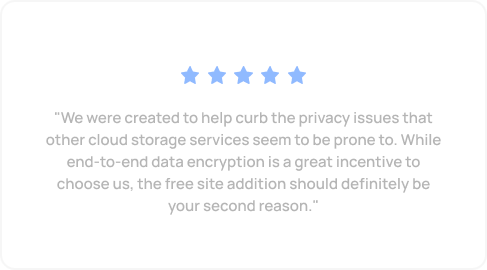 "We were created to help curb the privacy issues that
other cloud storage services seem to be prone to. While
end-to-end data encryption is a great incentive to
choose us, the free site addition should definitely be
your second reason."